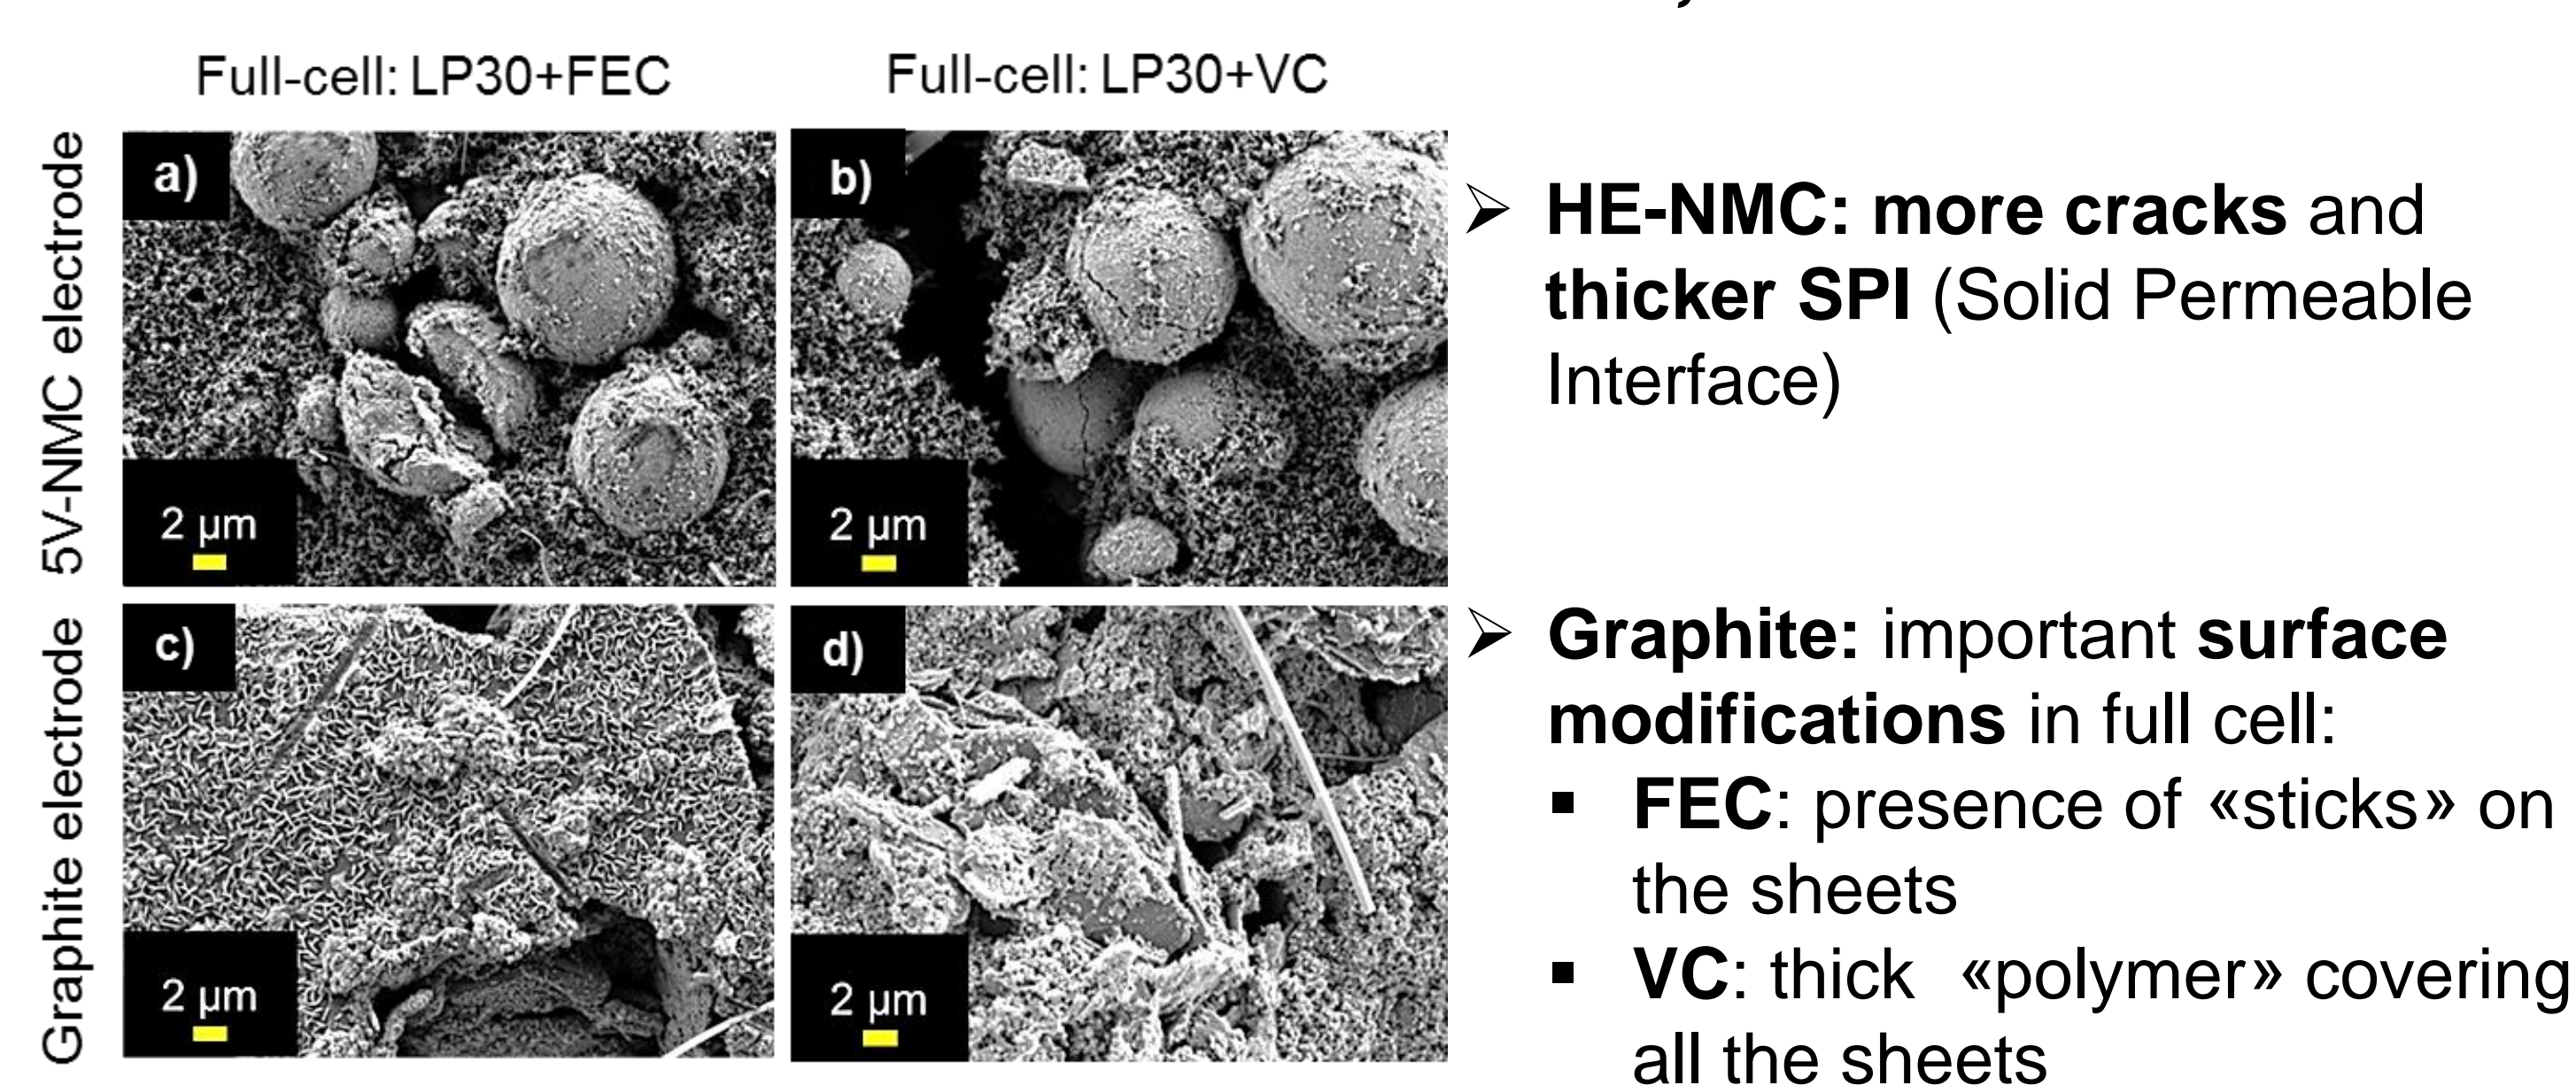 Full-cell: LP30+FEC
Full-cell: LP30+VC
5V-NMC electrode
a)
2 µm
b)
2 µm
Graphite electrode
c)
2 µm
d)
2 µm
➢ HE-NMC: more cracks and
thicker SPI (Solid Permeable
Interface)
➢ Graphite: important surface
modifications in full cell:
▪ FEC: presence of «sticks» on
the sheets
▪ VC: thick «polymer» covering
all the sheets